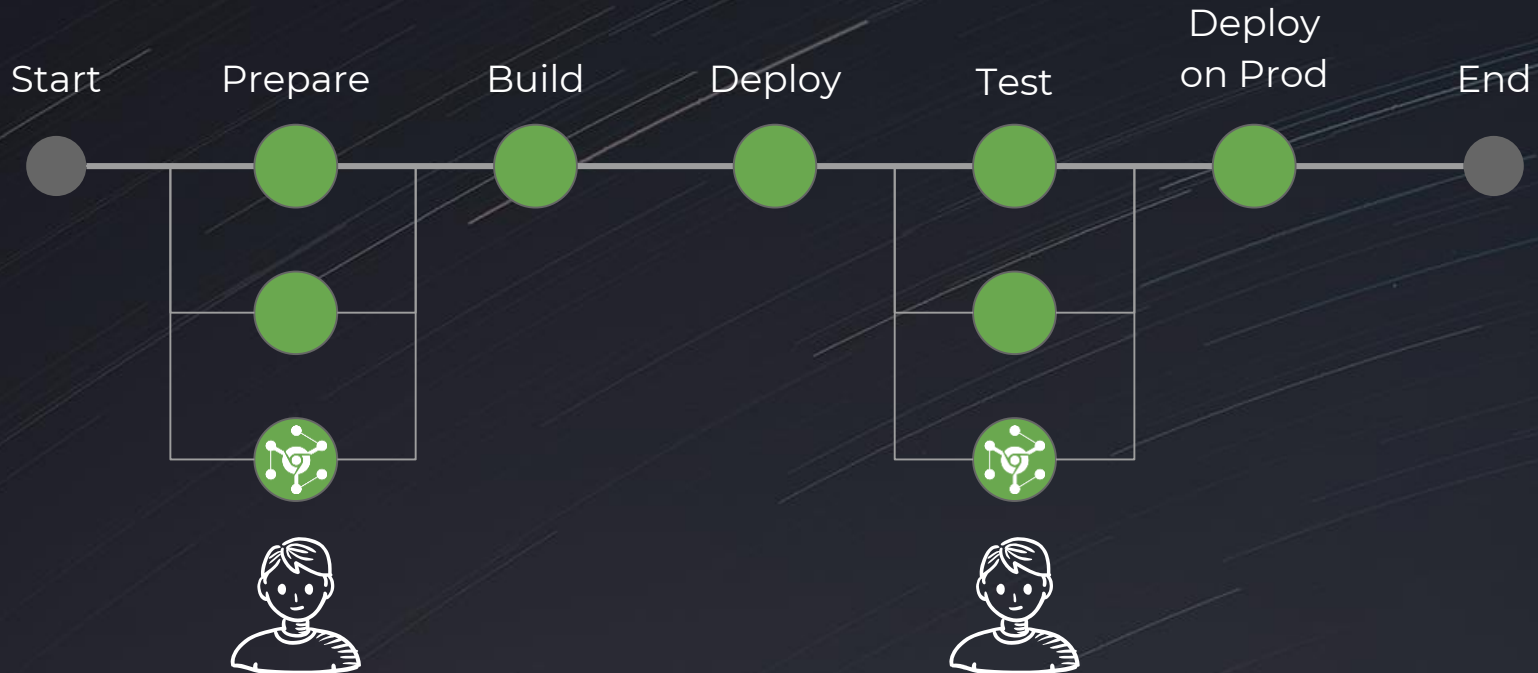 Start
Prepare
Build
Deploy
Test
Deploy
on Prod
End